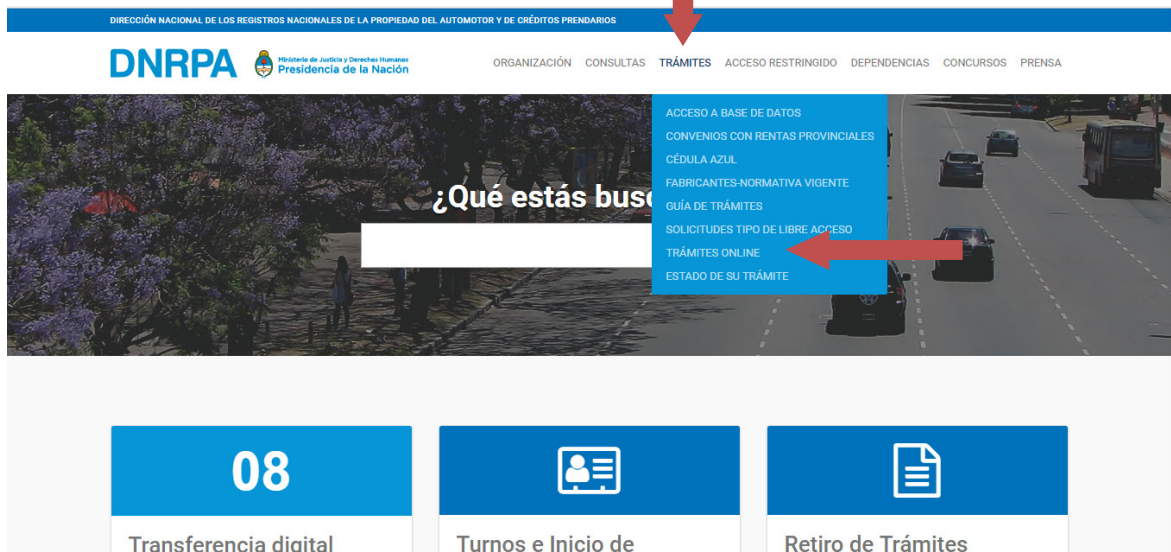 DIRECCIÓN NACIONAL DE LOS REGISTROS NACIONALES DE LA PROPIEDAD DEL AUTOMOTOR Y DE CRÉDITOS PRENDARIOS
DNRPA
Ministerio de Justicia y Derechos Humanos
Presidencia de la Nación
ORGANIZACIÓN CONSULTAS TRÁMITES ACCESO RESTRINGIDO DEPENDENCIAS CONCURSOS PRENSA
ACCESO A BASE DE DATOS
CONVENIOS CON RENTAS PROVINCIALES
CÉDULA AZUL
FABRICANTES-NORMATIVA VIGENTE
GUÍA DE TRÁMITES
SOLICITUDES TIPO DE LIBRE ACCESO
TRÁMITES ONLINE
ESTADO DE SU TRÁMITE
¿Qué estás busc
08
Transferencia digital
Turnos e Inicio de
Retiro de Trámites